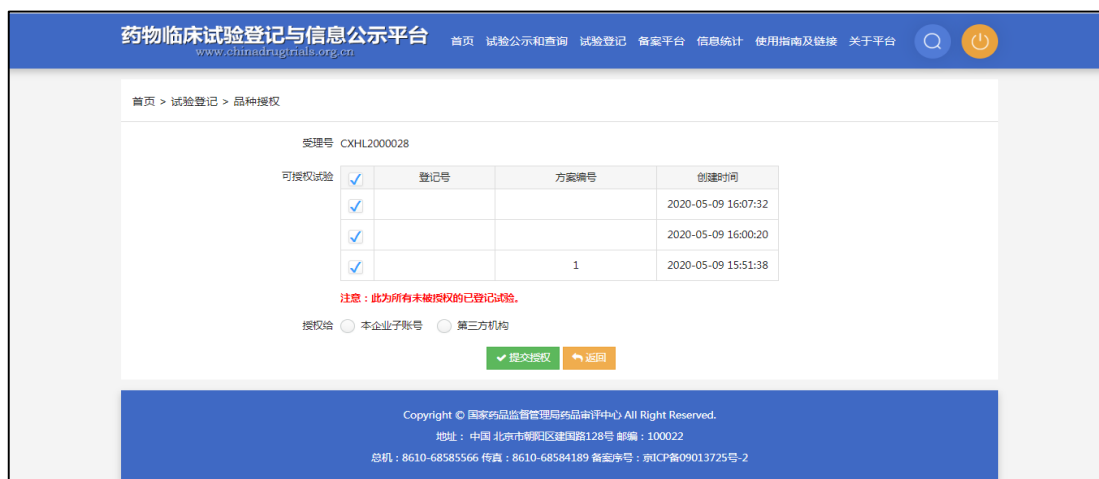 药物临床试验登记与信息公示平台
www.chinadrugtrials.org.cn
首页 试验公示和查询 试验登记 备案平台 信息统计 使用指南及链接 关于平台
首页 > 试验登记 > 品种授权
受理号 CXHL2000028
可授权试验 登记号 方案编号 创建时间
2020-05-09 16:07:32
2020-05-09 16:00:20
1 2020-05-09 15:51:38
注意：此为所有未被授权的已登记试验。
授权给 本企业子账号 第三方机构
提交授权 返回
Copyright © 国家药品监督管理局药品审评中心 All Right Reserved.
地址： 中国 北京市朝阳区建国路128号 邮编：100022
总机：8610-68585566 传真：8610-68584189 备案序号：京ICP备09013725号-2